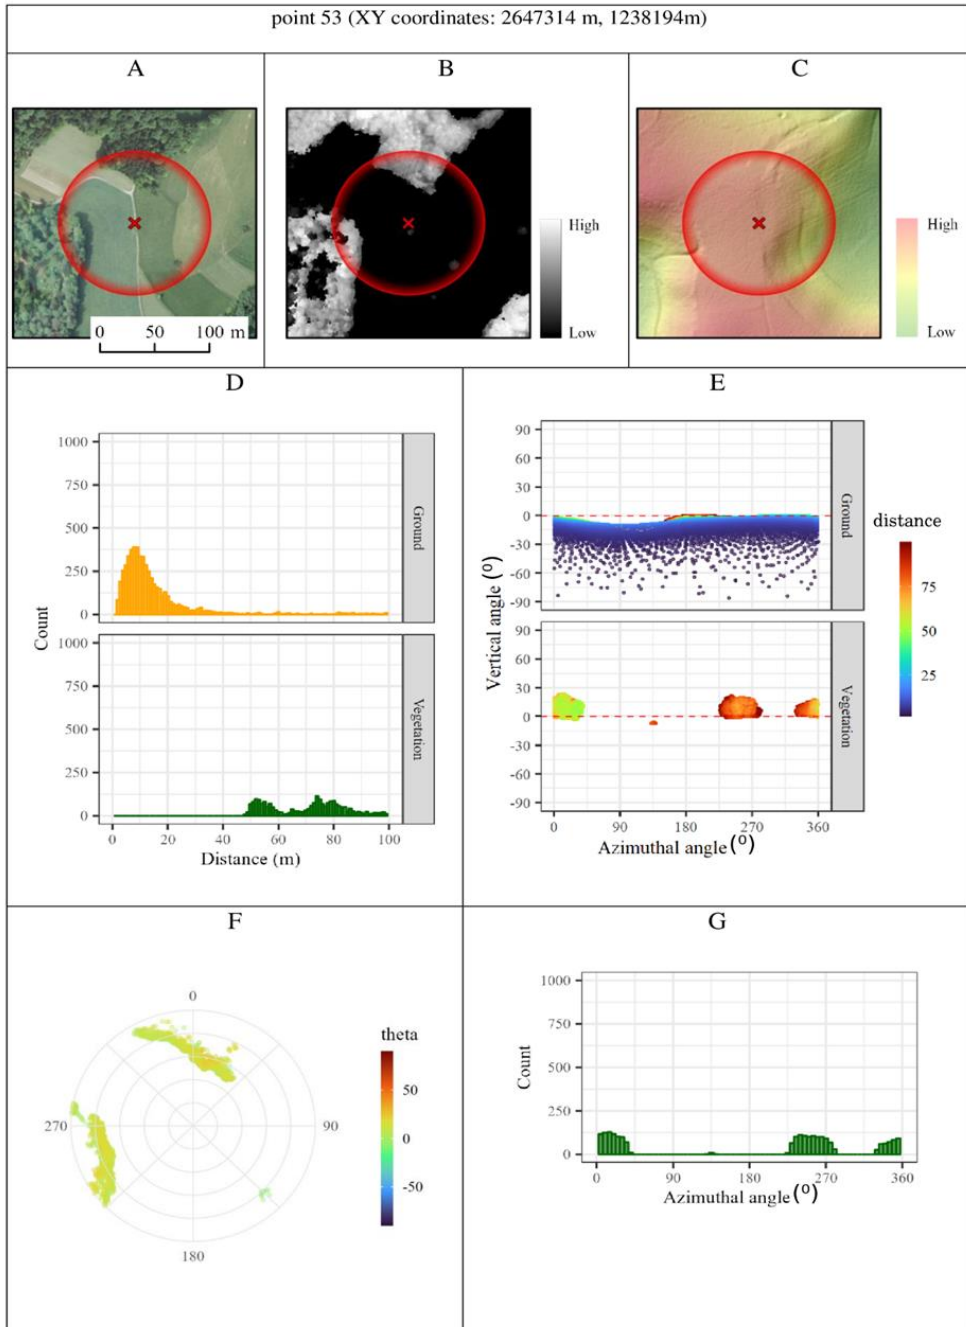 point 53 (XY coordinates: 2647314 m, 1238194m)
A
B
C
0 50 100 m
High
Low
High
Low
D
E
1000
750
500
250
0
Ground
1000
750
500
250
0
Vegetation
Count
0 20 40 60 80 100
Distance (m)
90
60
30
0
-30
-60
-90
Ground
90
60
30
0
-30
-60
-90
Vegetation
Vertical angle (⁰)
0 90 180 270 360
Azimuthal angle (⁰)
distance
75
50
25
F
G
0
90
180
270
theta
50
0
-50
1000
750
500
250
0
Count
0 90 180 270 360
Azimuthal angle (⁰)